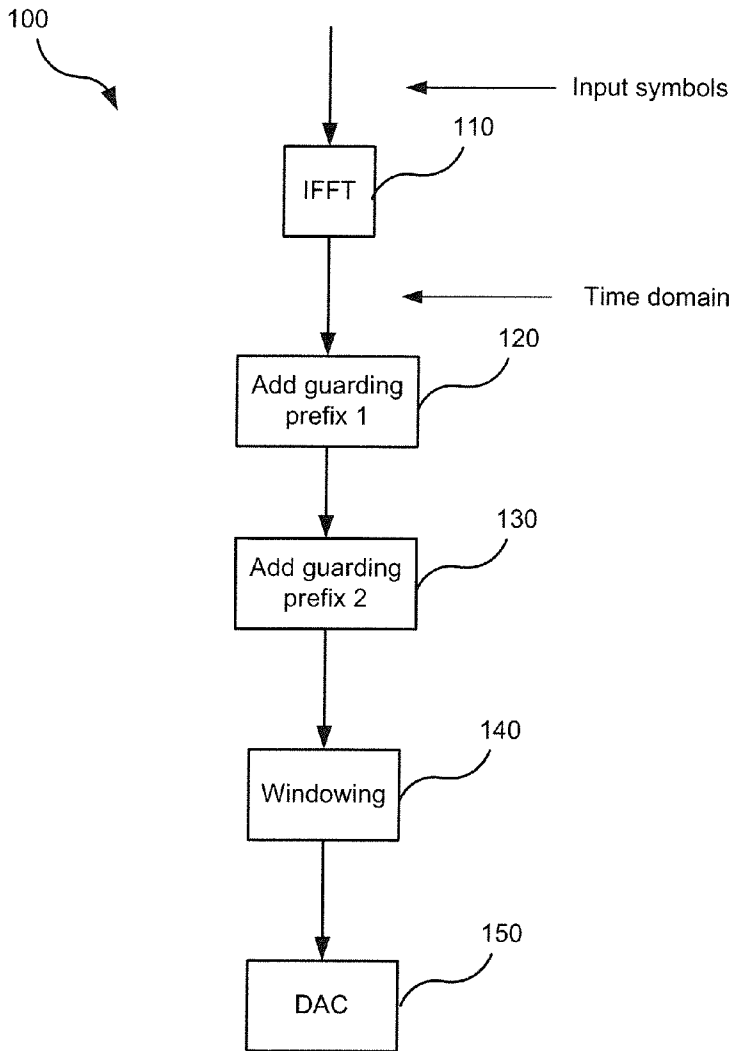 100
Input symbols
110
IFFT
Time domain
120
Add guarding
prefix 1
130
Add guarding
prefix 2
140
Windowing
150
DAC